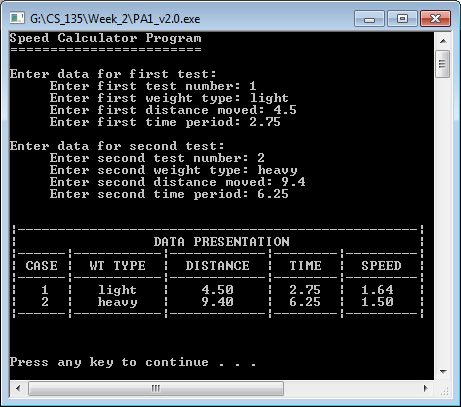 G:\CS_135\Week_2\PA1_v2.0.exe
Speed Calculator Program
========================
Enter data for first test:
Enter first test number: 1
Enter first weight type: light
Enter first distance moved: 4.5
Enter first time period: 2.75
Enter data for second test:
Enter second test number: 2
Enter second weight type: heavy
Enter second distance moved: 9.4
Enter second time period: 6.25
DATA PRESENTATION
CASE ¦ WT TYPE ¦ DISTANCE ¦ TIME ¦ SPEED
1 ¦ light ¦ 4.50 ¦ 2.75 ¦ 1.64
2 ¦ heavy ¦ 9.40 ¦ 6.25 ¦ 1.50
Press any key to continue . . .